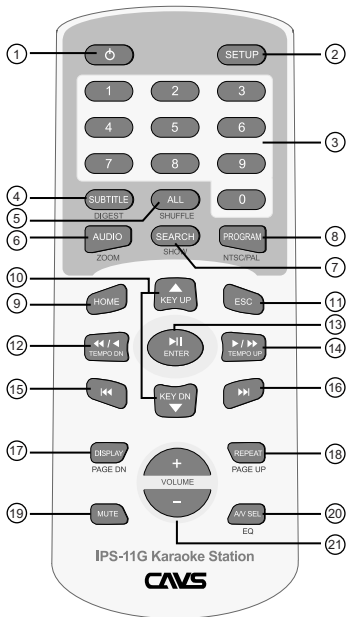 1
2
SETUP
1 2 3
4 5 6
3
7 8 9
4
SUBTITLE ALL 0
5
DIGEST SHUFFLE
6
AUDIO SEARCH PROGRAM
8
ZOOM SHOW NTSC/PAL
7
10
9
HOME KEY UP ESC
11
13
12
TEMPO DN ENTER TEMPO UP
14
15
KEY DN
16
17
DISPLAY REPEAT
18
PAGE DN PAGE UP
+
VOLUME
−
19
MUTE A/V SEL
20
EQ
21
IPS-11G Karaoke Station
CAVS